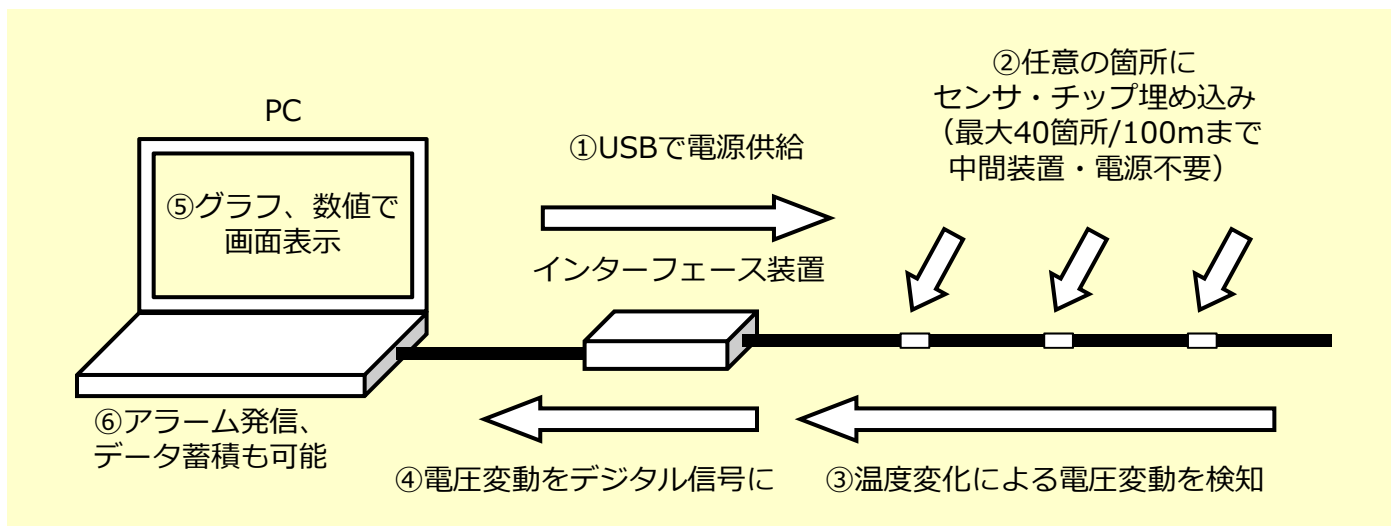 PC
①USBで電源供給
②任意の箇所に
センサ・チップ埋め込み
（最大40箇所/100mまで
中間装置・電源不要）
⑤グラフ、数値で
画面表示
インターフェース装置
⑥アラーム発信、
データ蓄積も可能
④電圧変動をデジタル信号に
③温度変化による電圧変動を検知